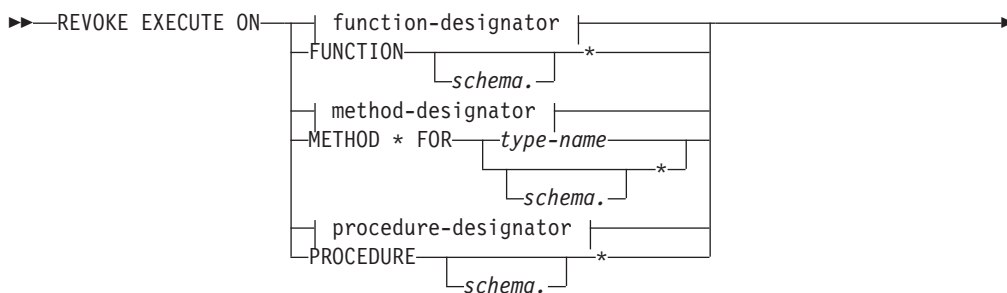 REVOKE EXECUTE ON function-designator
FUNCTION *
schema.
method-designator
METHOD * FOR type-name
*
schema.
procedure-designator
PROCEDURE *
schema.